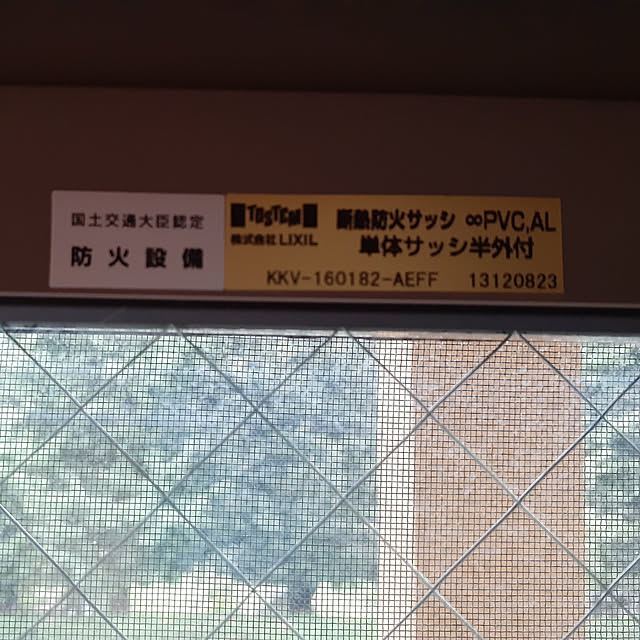 国土交通大臣認定
防火設備
TOSTEM
株式会社 LIXIL
断熱防火サッシ ∞PVC,AL
単体サッシ半外付
KKV-160182-AEFF 13120823